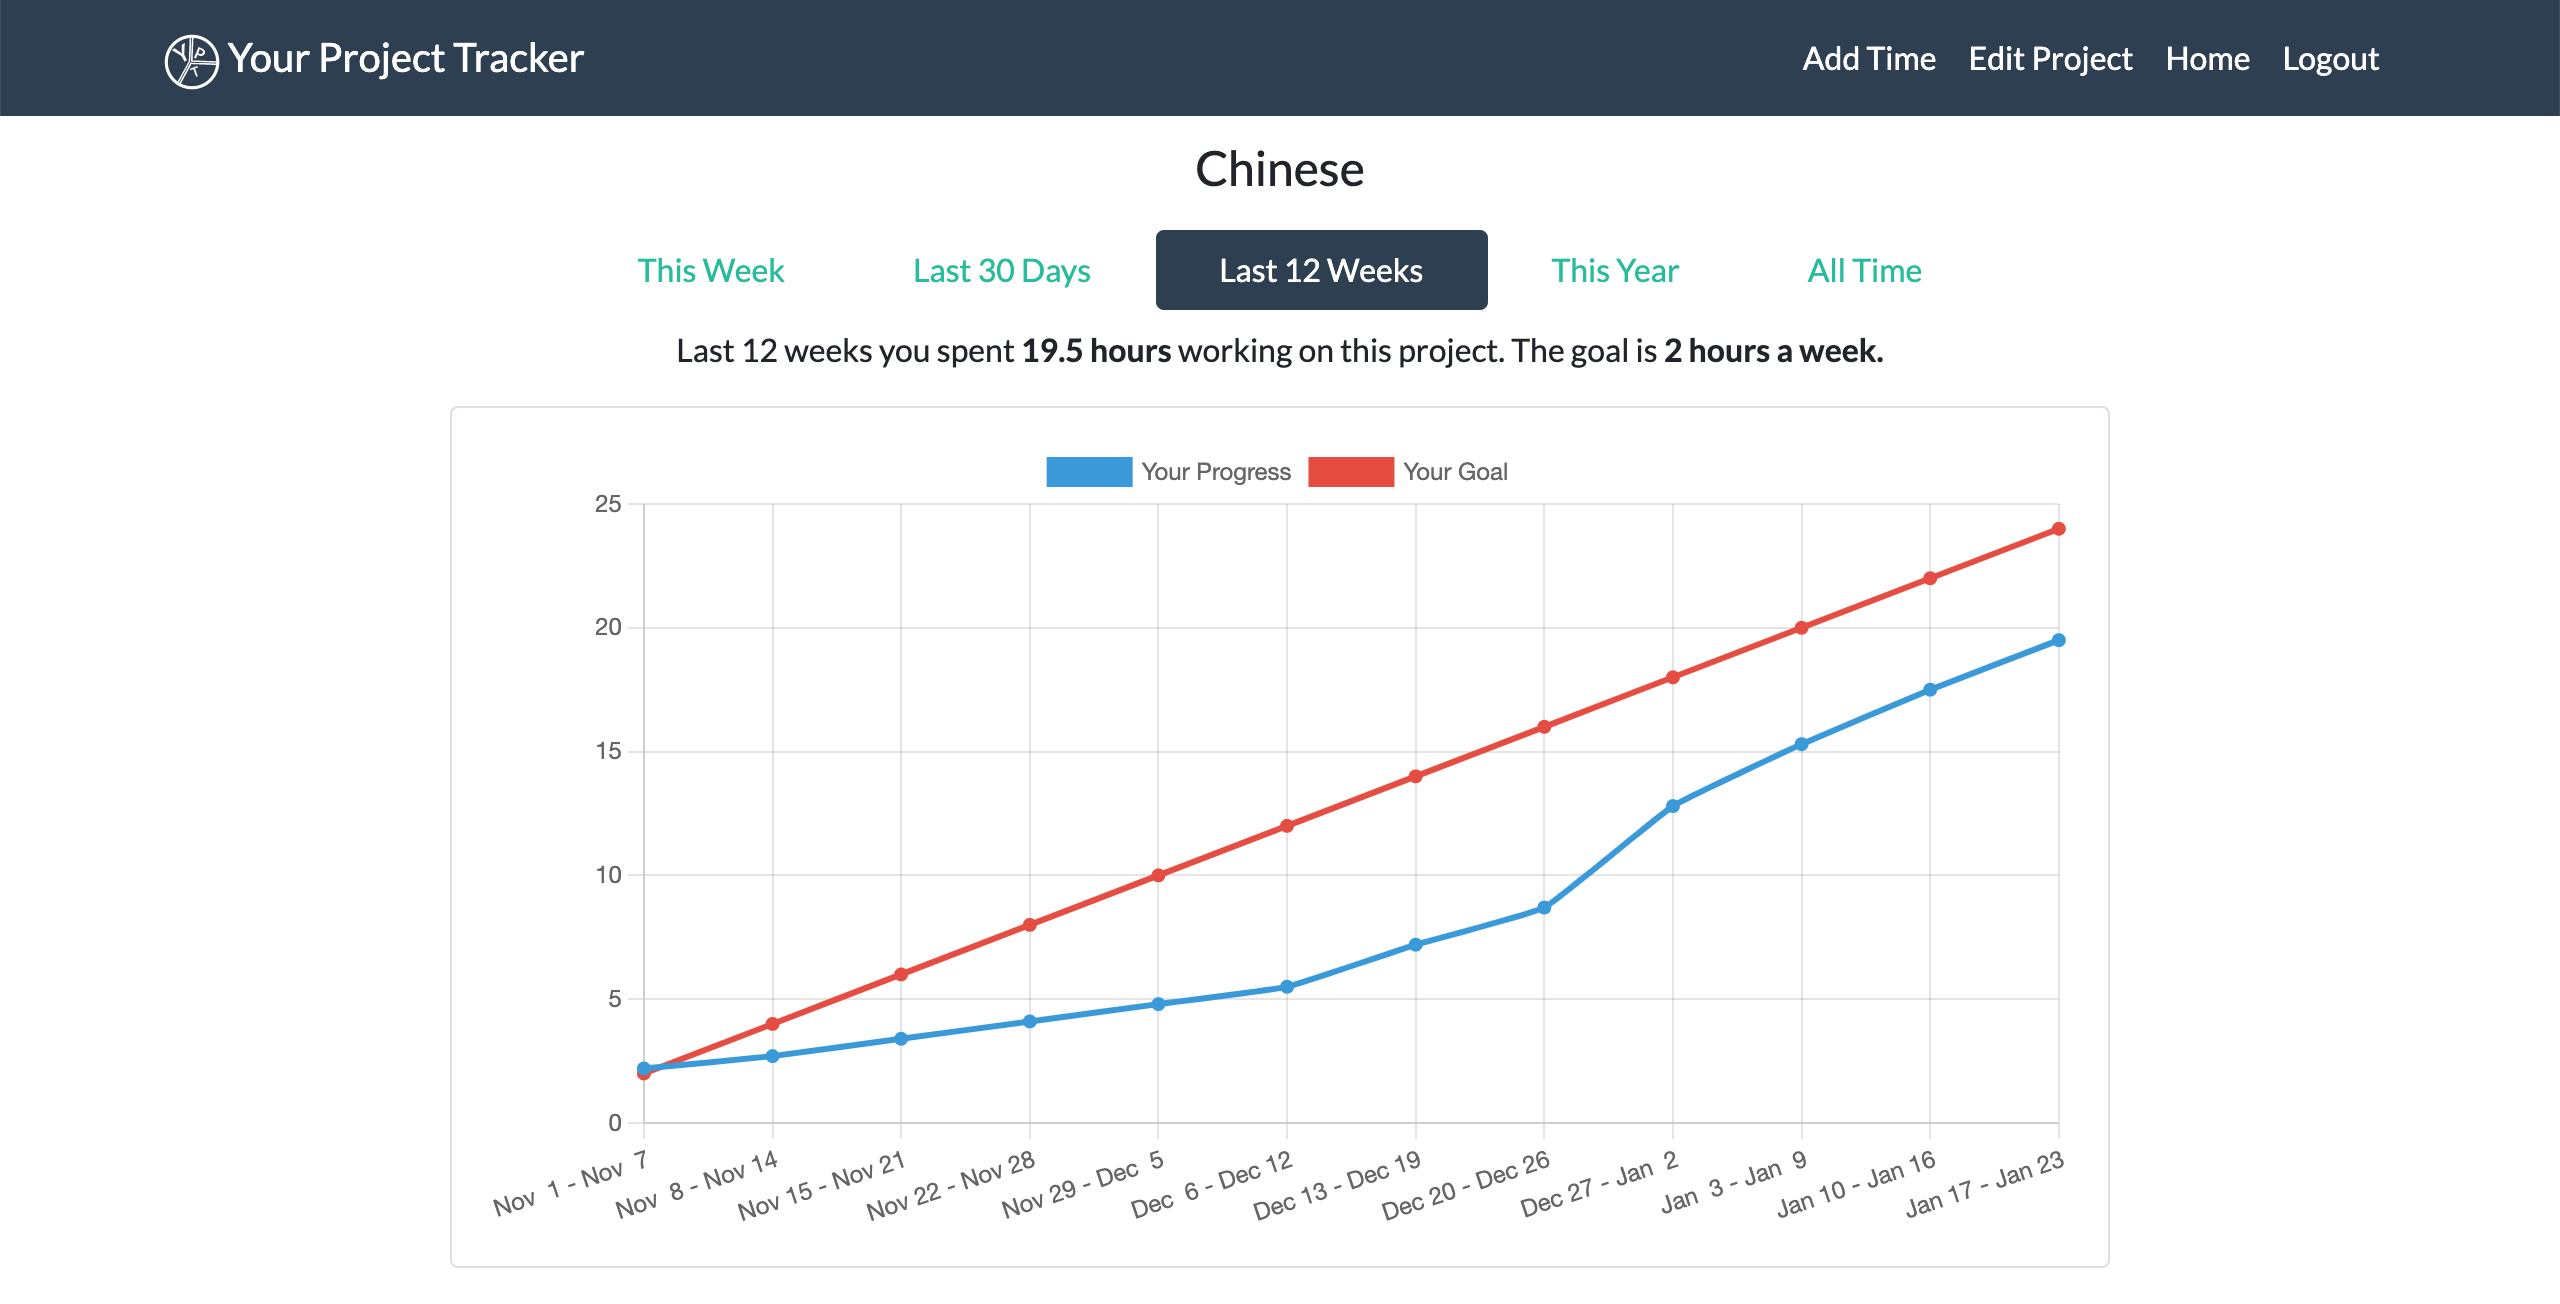 YPT Your Project Tracker
Add Time Edit Project Home Logout
Chinese
This Week Last 30 Days Last 12 Weeks This Year All Time
Last 12 weeks you spent 19.5 hours working on this project. The goal is 2 hours a week.
Your Progress Your Goal
25
20
15
10
5
0
Nov 1 - Nov 7
Nov 8 - Nov 14
Nov 15 - Nov 21
Nov 22 - Nov 28
Nov 29 - Dec 5
Dec 6 - Dec 12
Dec 13 - Dec 19
Dec 20 - Dec 26
Dec 27 - Jan 2
Jan 3 - Jan 9
Jan 10 - Jan 16
Jan 17 - Jan 23